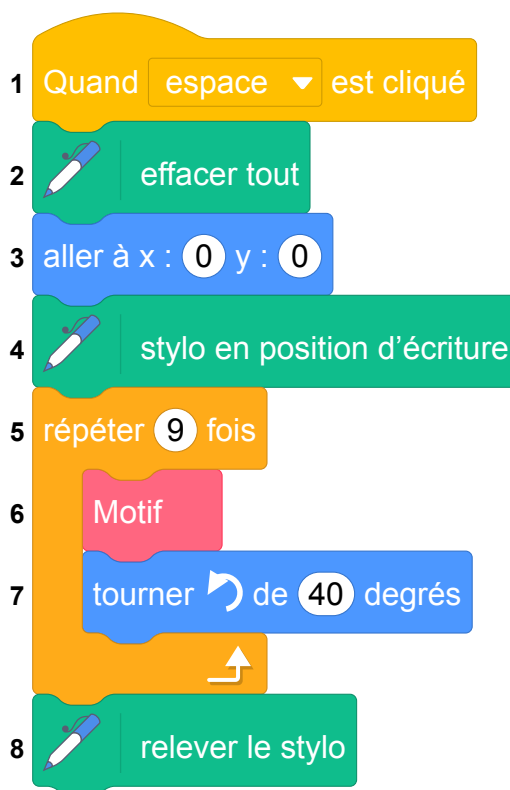 1 Quand espace est cliqué
2 effacer tout
3 aller à x : 0 y : 0
4 stylo en position d’écriture
5 répéter 9 fois
6 Motif
7 tourner de 40 degrés
8 relever le stylo